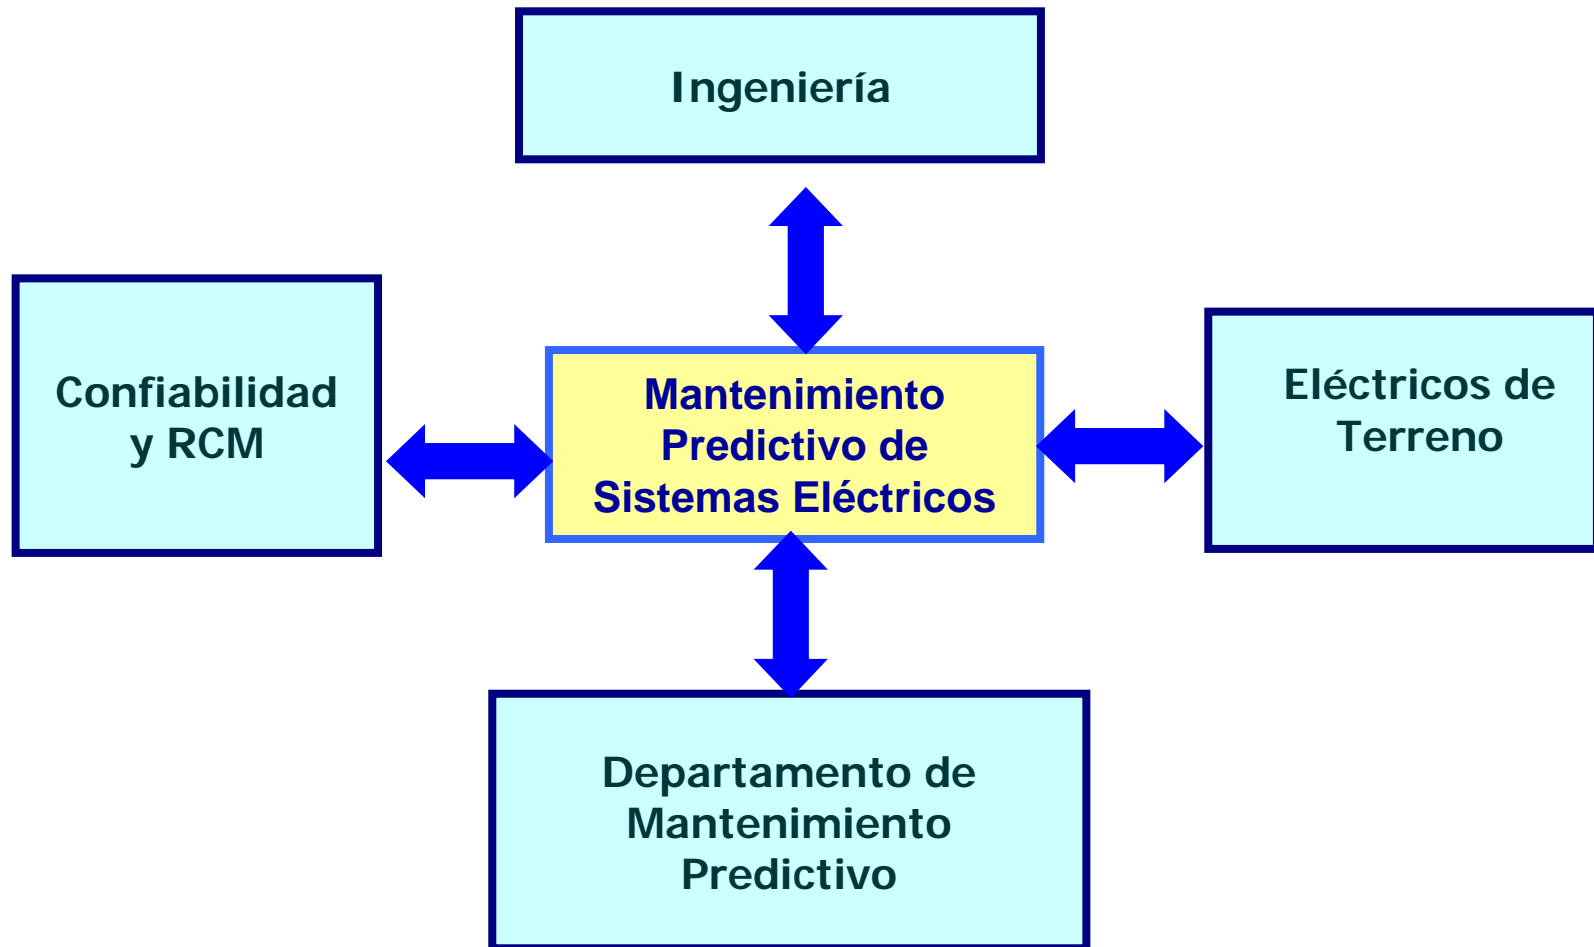 Ingeniería
Confiabilidad
y RCM
Mantenimiento
Predictivo de
Sistemas Eléctricos
Eléctricos de
Terreno
Departamento de
Mantenimiento
Predictivo